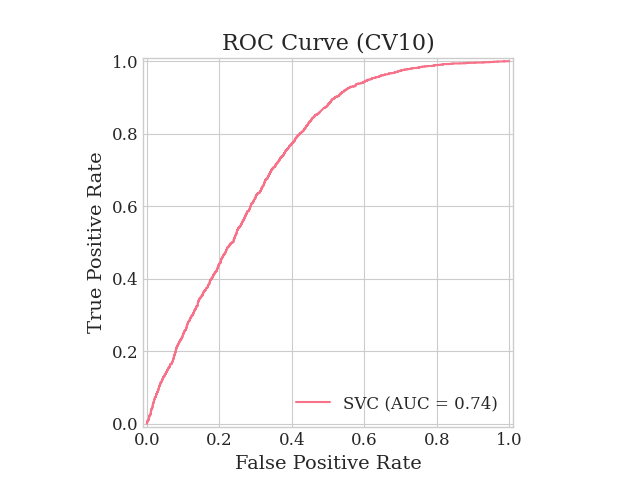 ROC Curve (CV10)
True Positive Rate
1.0
0.8
0.6
0.4
0.2
0.0
SVC (AUC = 0.74)
0.0 0.2 0.4 0.6 0.8 1.0
False Positive Rate